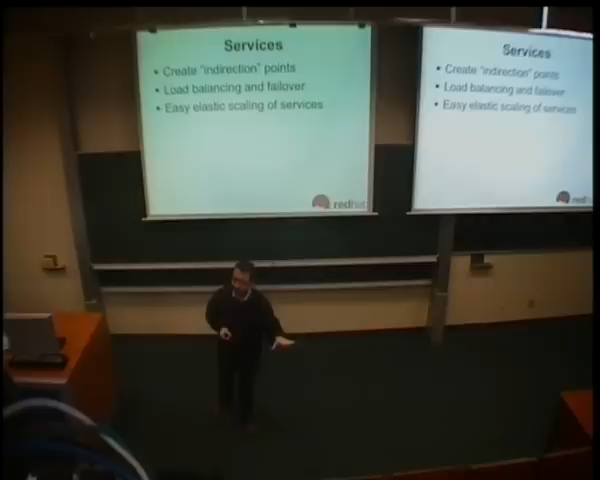 Services
• Create "indirection" points
• Load balancing and failover
• Easy elastic scaling of services
redhat
Services
• Create "indirection" points
• Load balancing and failover
• Easy elastic scaling of services
red